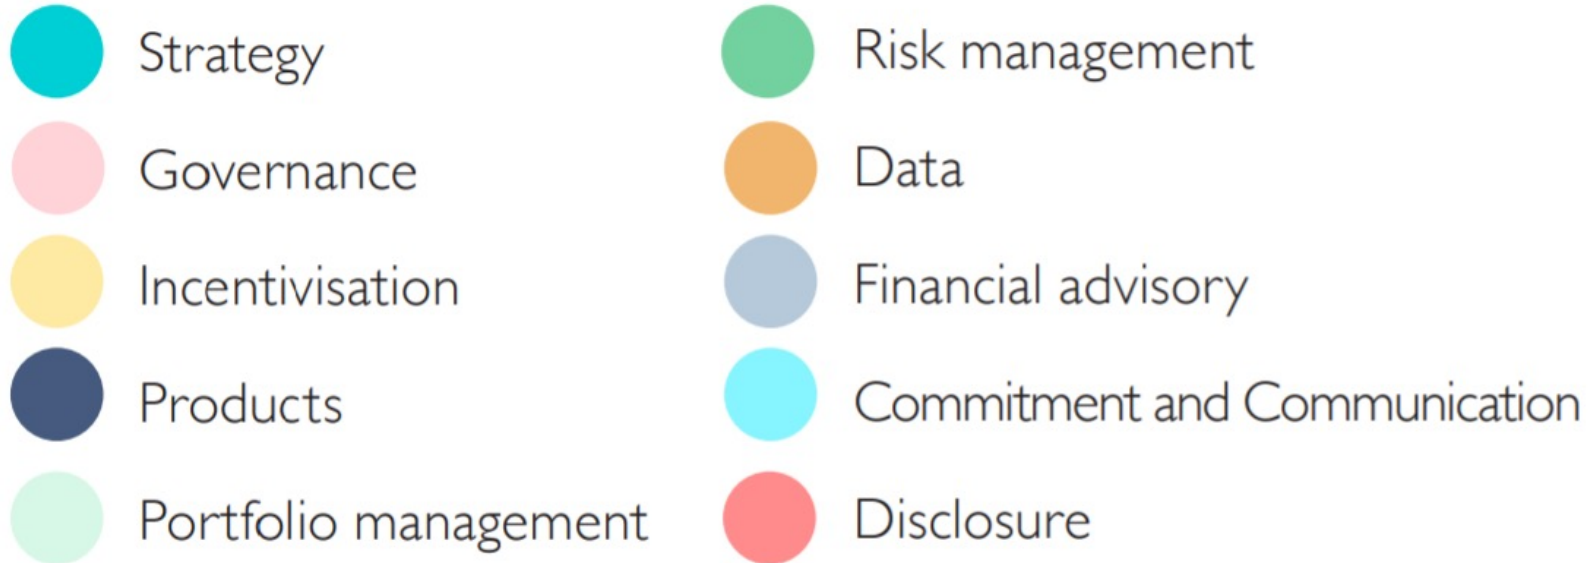 Strategy
Governance
Incentivisation
Products
Portfolio management
Risk management
Data
Financial advisory
Commitment and Communication
Disclosure